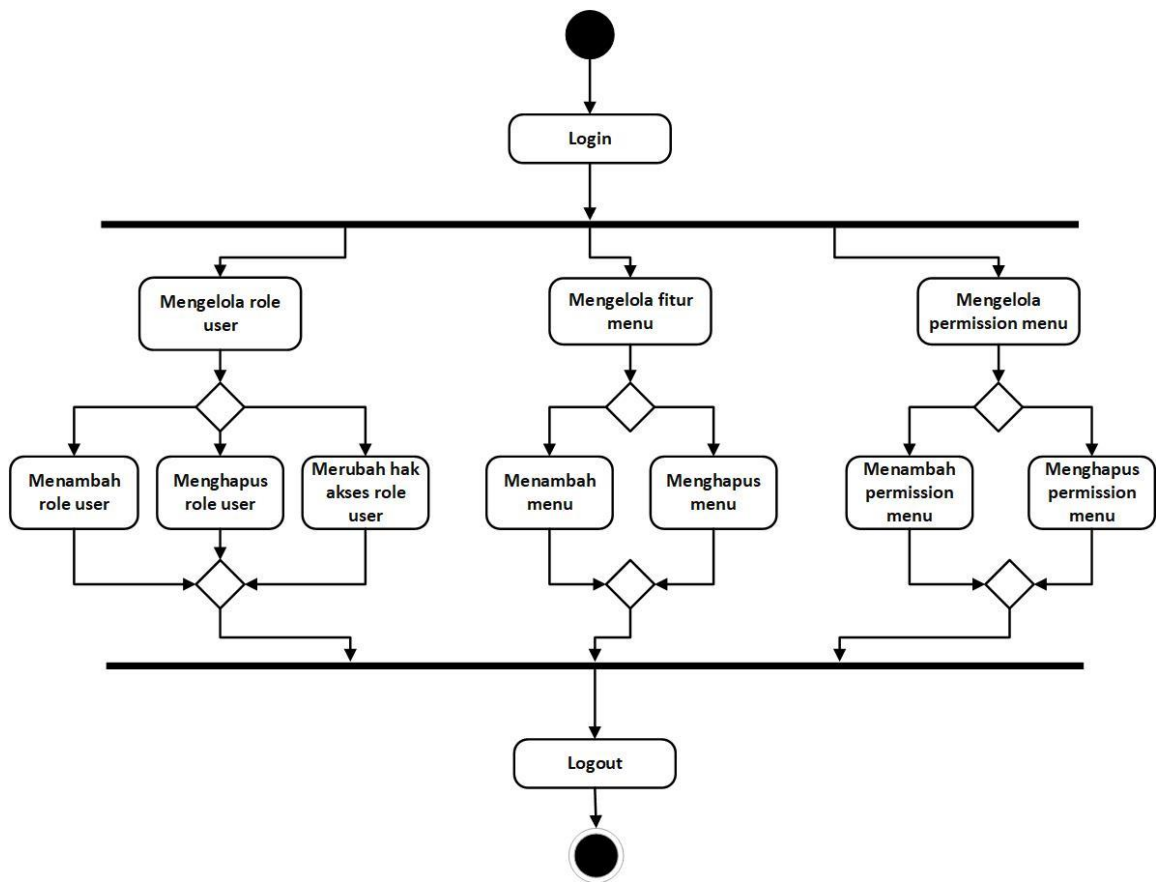 Login
Mengelola role
user
Mengelola fitur
menu
Mengelola
permission menu
Menambah
role user
Menghapus
role user
Merubah hak
akses role
user
Menambah
menu
Menghapus
menu
Menambah
permission
menu
Menghapus
permission
menu
Logout